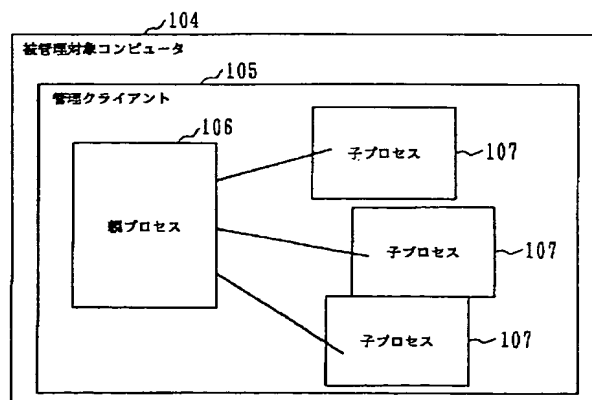 104
被管理対象コンピュータ
105
管理クライアント
106
子プロセス
107
親プロセス
子プロセス
107
子プロセス
107